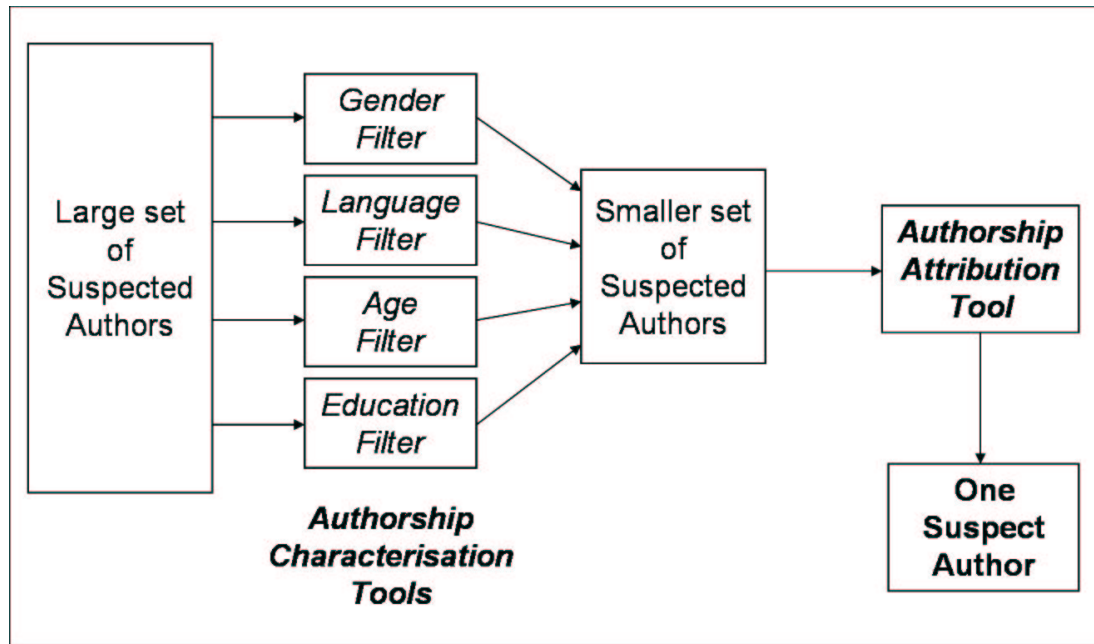 Large set
of
Suspected
Authors
Gender
Filter
Language
Filter
Age
Filter
Education
Filter
Authorship
Characterisation
Tools
Smaller set
of
Suspected
Authors
Authorship
Attribution
Tool
One
Suspect
Author